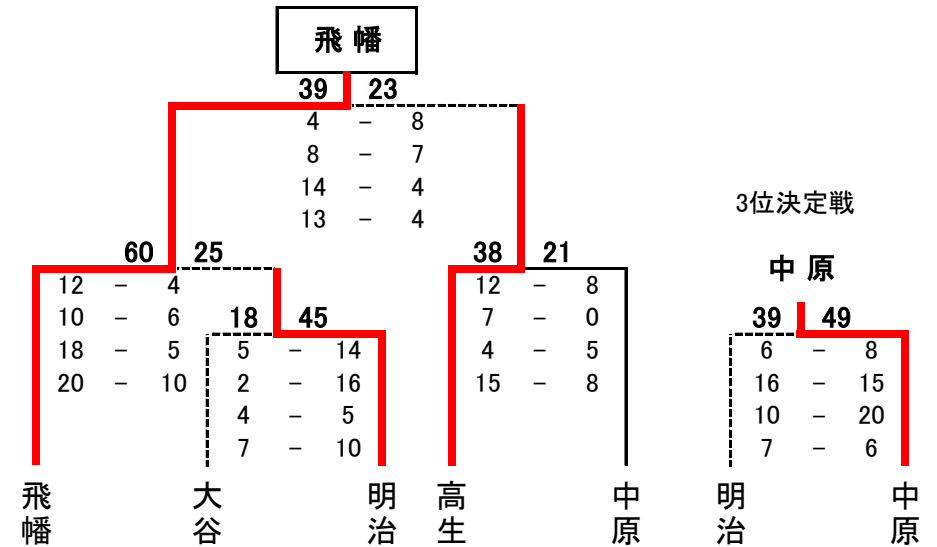 飛幡
39 23
4 - 8
8 - 7
14 - 4
13 - 4
3位決定戦
中原
60 25
12 - 4
10 - 6
18 - 5
20 - 10
18 45
5 - 14
2 - 16
4 - 5
7 - 10
38 21
12 - 8
7 - 0
4 - 5
15 - 8
39 49
6 - 8
16 - 15
10 - 20
7 - 6
飛幡
大谷
明治
高生
中原
明治
中原